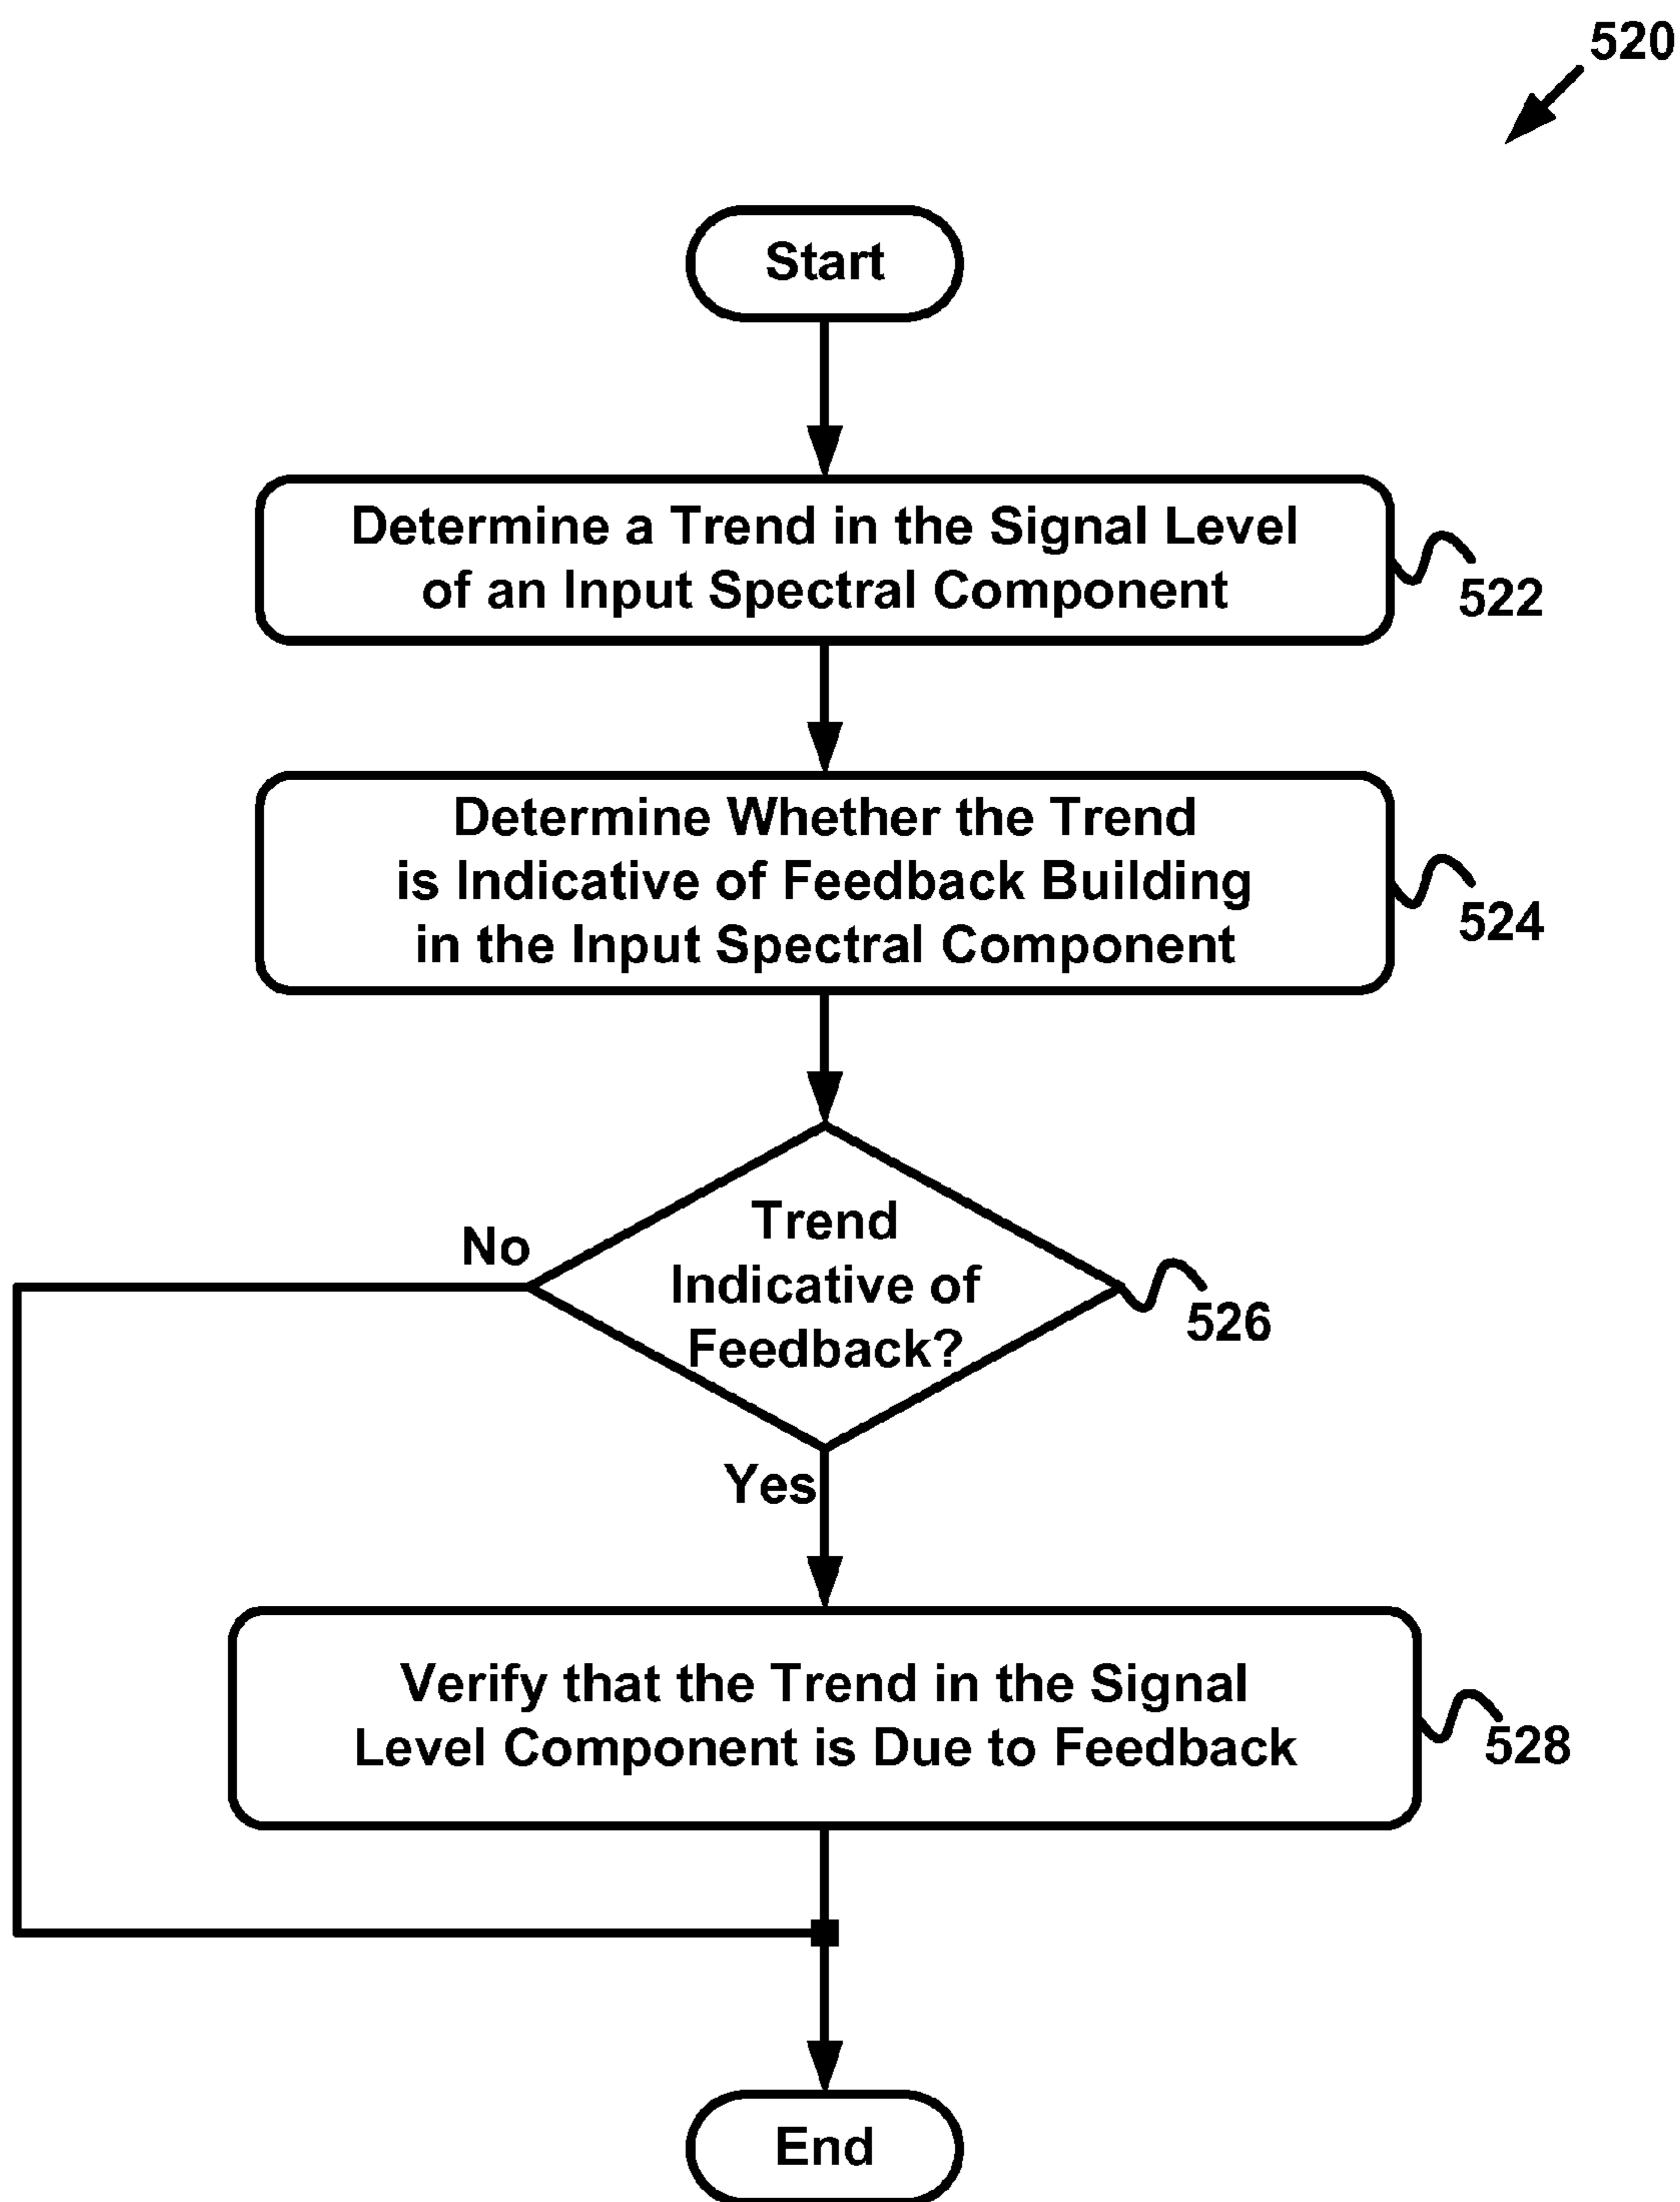 520
Start
Determine a Trend in the Signal Level
of an Input Spectral Component
522
Determine Whether the Trend
is Indicative of Feedback Building
in the Input Spectral Component
524
Trend
Indicative of
Feedback?
No
526
Yes
Verify that the Trend in the Signal
Level Component is Due to Feedback
528
End